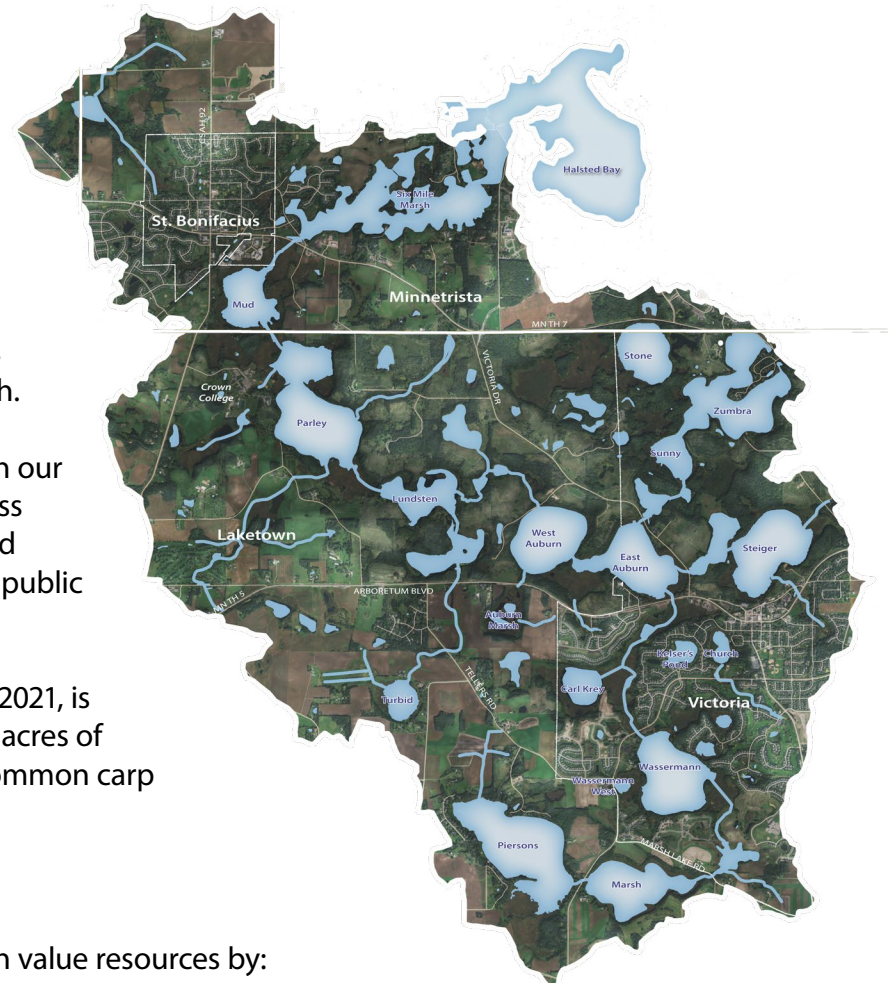 CSAH 92
Halsted Bay
Six Mile
Marsh
St. Bonifacius
Minnetrista
Mud
MN TH 7
VICTORIA DR
Stone
Crown
College
Zumbra
Parley
h.
Sunny
n our
Lundsten
ss
West
Auburn
Laketown
East
Auburn
Steiger
d
public
ARBORETUM BLVD
MN TH 5
Auburn
Marsh
Kelser's
Pond
Church
TELLERS RD
Carl Krey
2021, is
Turbid
Victoria
acres of
ommon carp
Wassermann
Wassermann
West
Piersons
MARSH LAKE RD
Marsh
n value resources by: